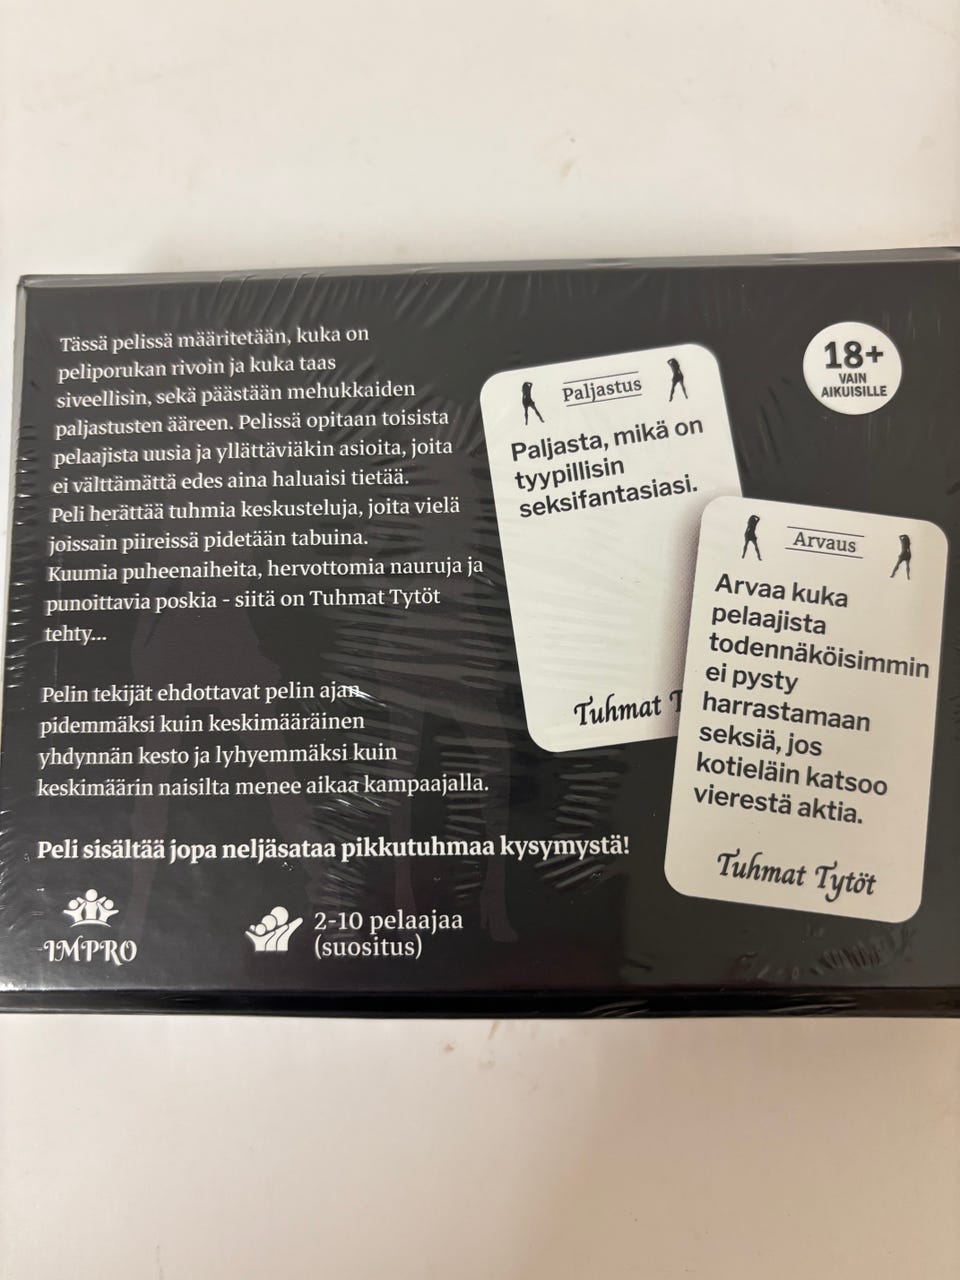 Tässä pelissä määritetään, kuka on
peliporukan rivoin ja kuka taas
siveellisin, sekä päästään mehukkaiden
paljastusten ääreen. Pelissä opitaan toisista
pelaajista uusia ja yllättäviäkin asioita, joita
ei välttämättä edes aina haluaisi tietää.
Peli herättää tuhmia keskusteluja, joita vielä
joissain piireissä pidetään tabuina.
Kuumia puheenaiheita, hervottomia nauruja ja
punoittavia poskia - siitä on Tuhmat Tytöt
tehty...
Pelin tekijät ehdottavat pelin ajan
pidemmäksi kuin keskimääräinen
yhdynnän kesto ja lyhyemmäksi kuin
keskimäärin naisilta menee aikaa kampaajalla.
Peli sisältää jopa neljäsataa pikkutuhmaa kysymystä!
IMPRO
2-10 pelaajaa
(suositus)
Paljastus
Paljasta, mikä on
tyypillisin
seksifantasiasi.
Tuhmat T
18+
VAIN
AIKUISILLE
Arvaus
Arvaa kuka
pelaajista
todennäköisimmin
ei pysty
harrastamaan
seksiä, jos
kotieläin katsoo
vierestä aktia.
Tuhmat Tytöt